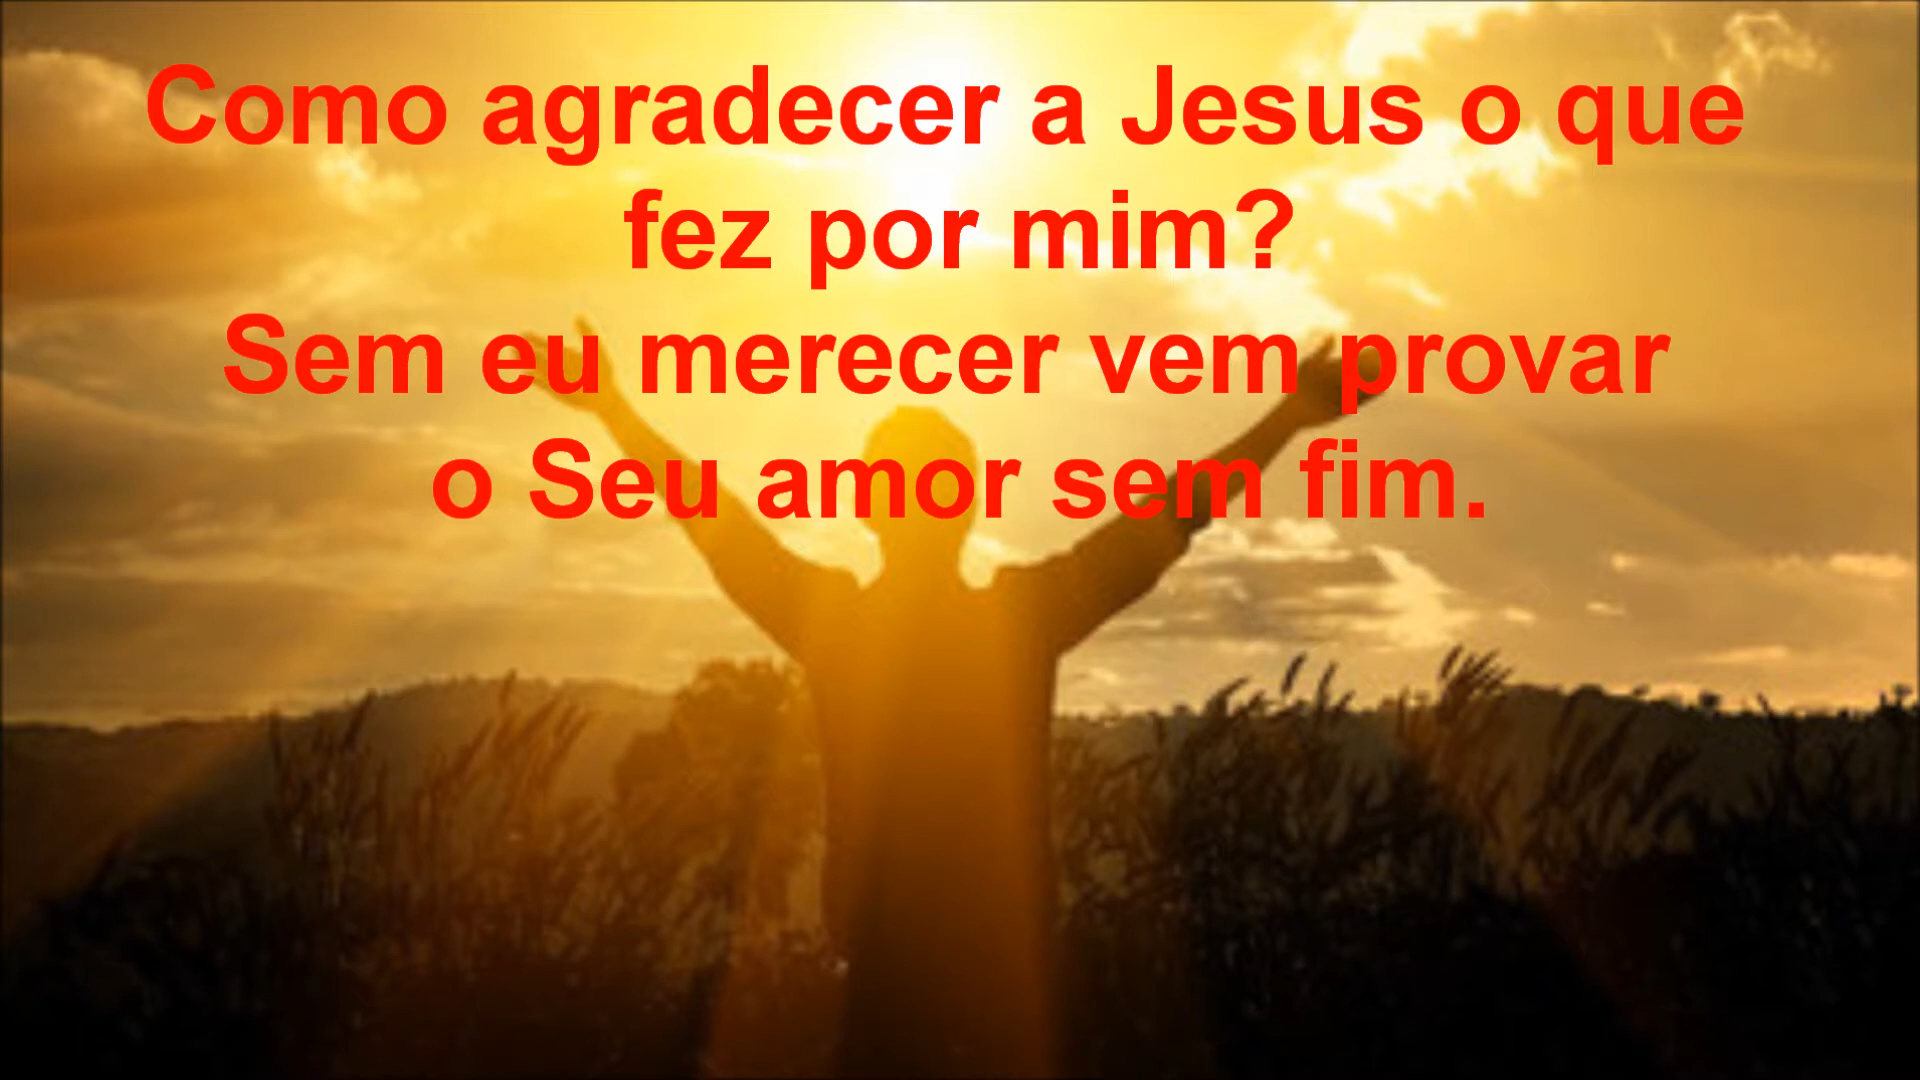 Como agradecer a Jesus o que
fez por mim?
Sem eu merecer vem provar
o Seu amor sem fim.